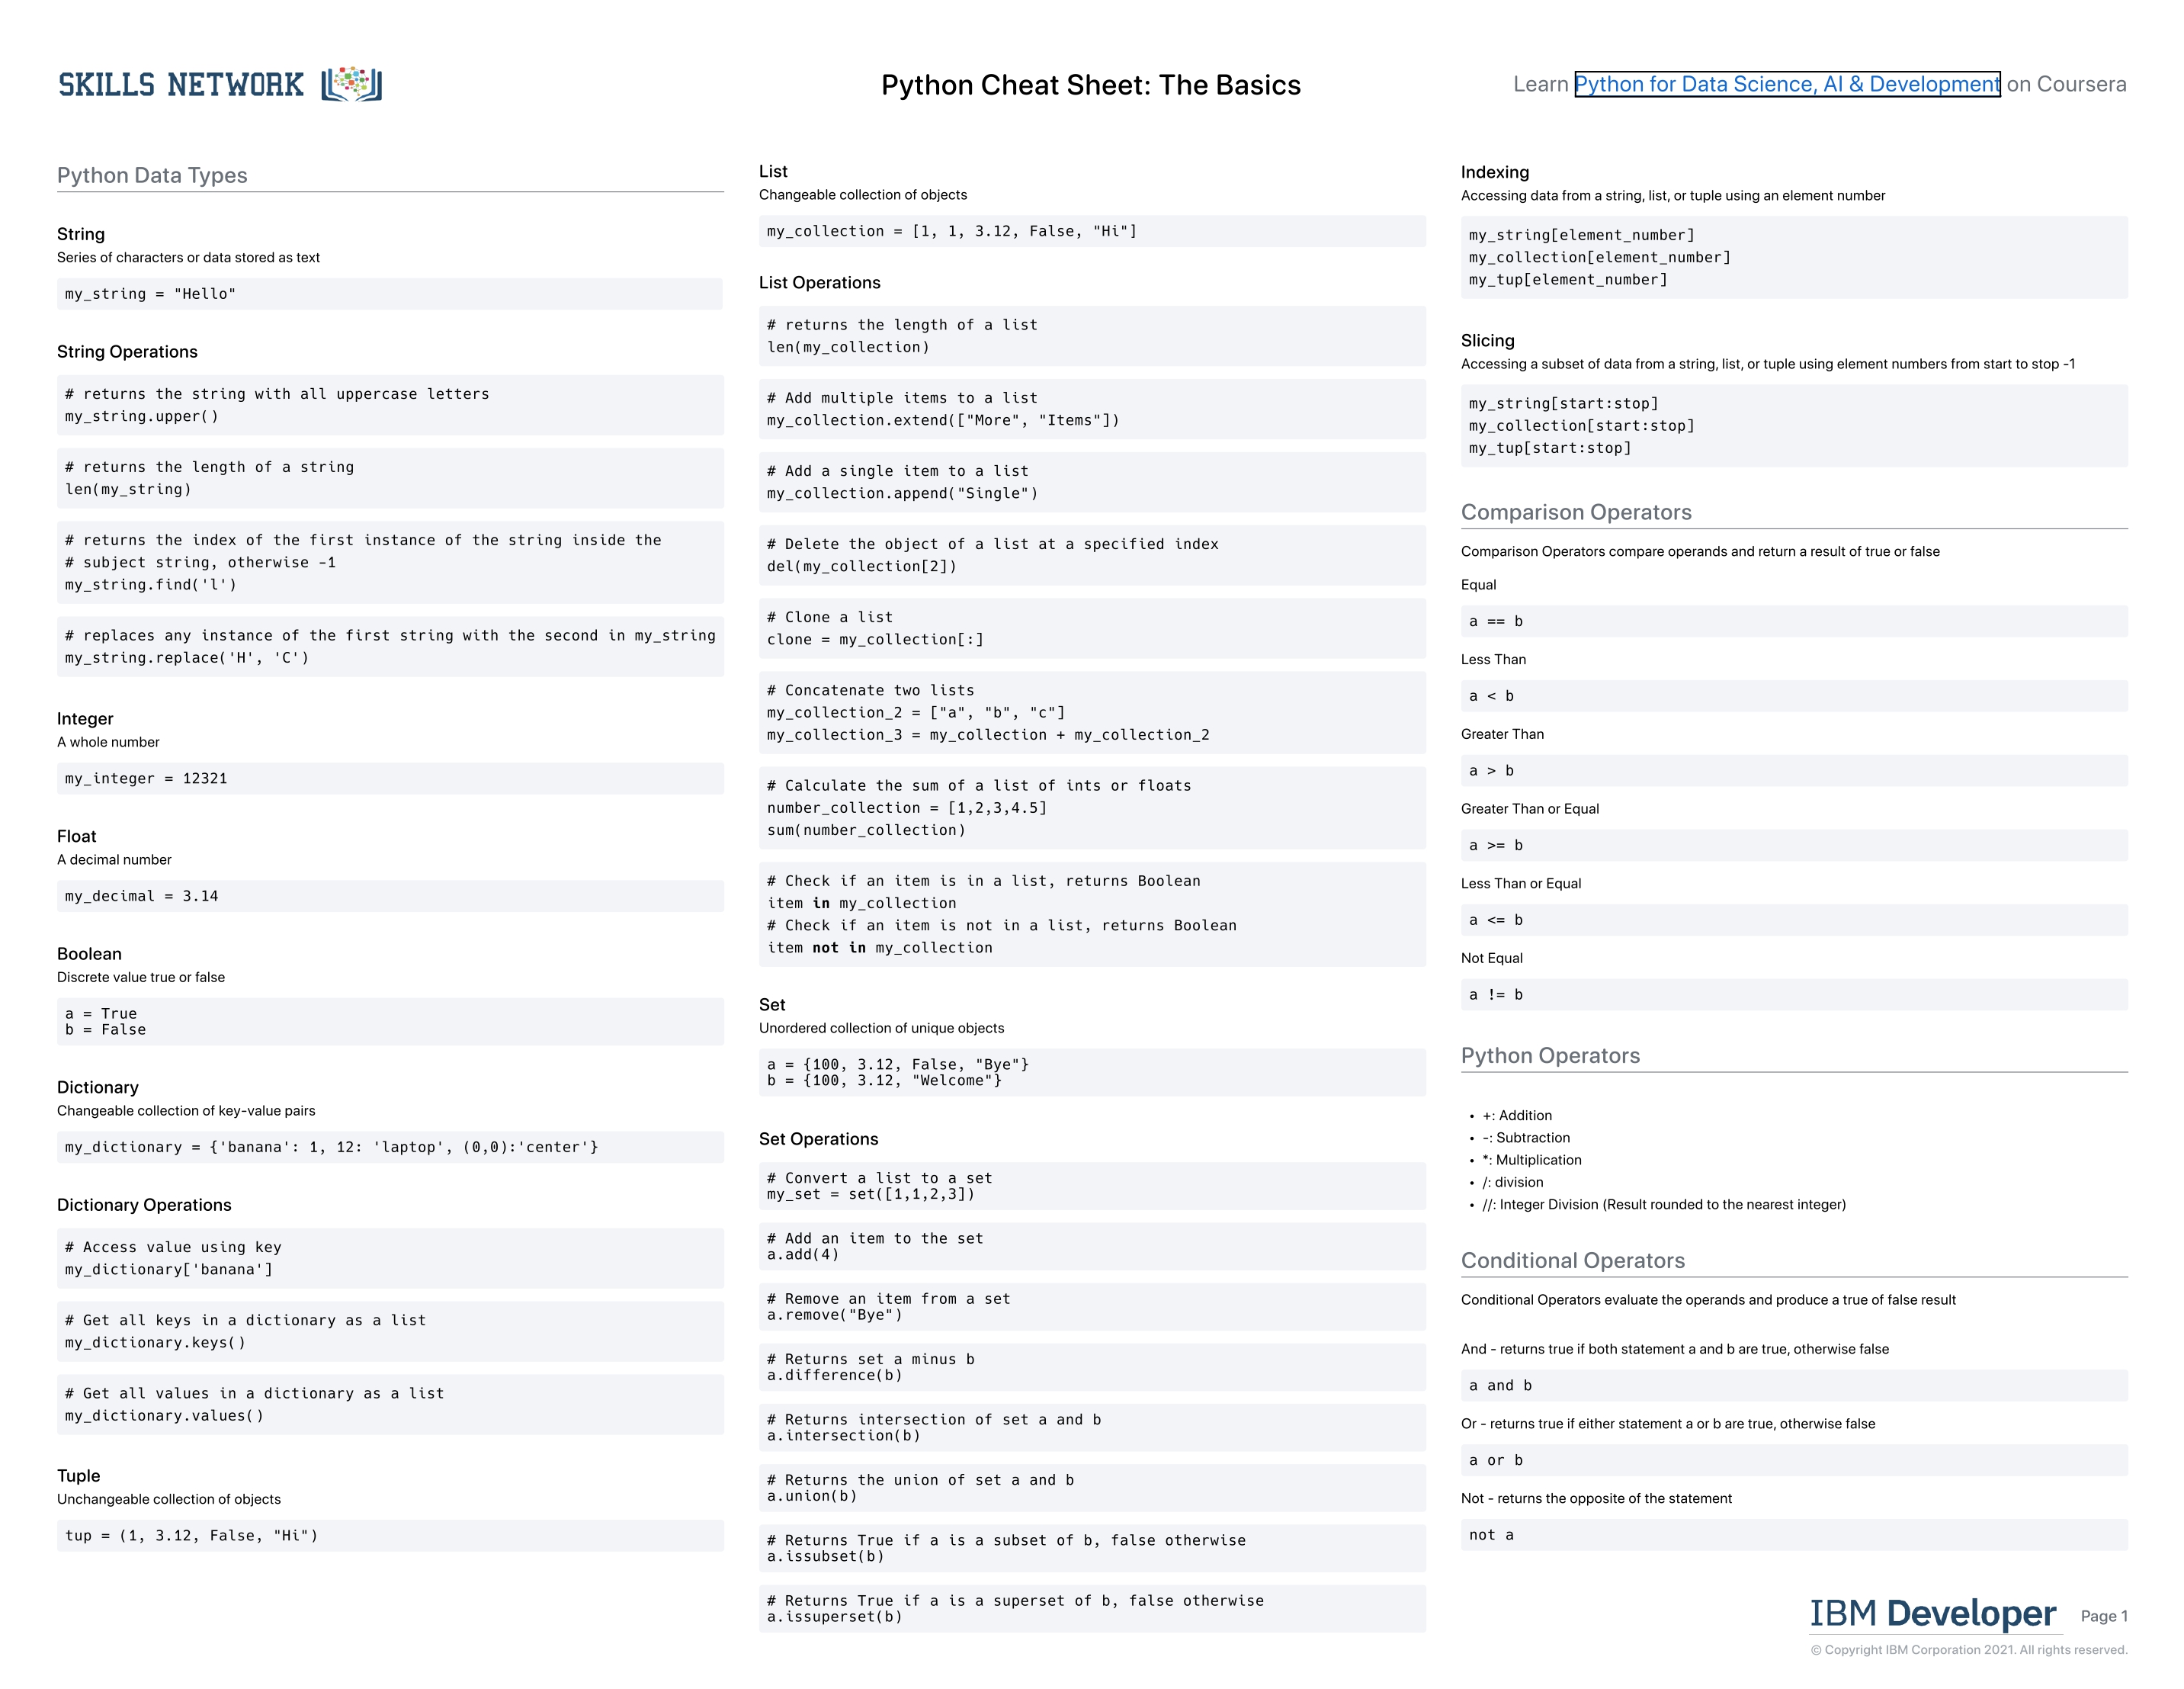 SKILLS NETWORK
Python Cheat Sheet: The Basics
Learn Python for Data Science, AI & Development on Coursera
Python Data Types
String
Series of characters or data stored as text
my_string = "Hello"
String Operations
# returns the string with all uppercase letters
my_string.upper()
# returns the length of a string
len(my_string)
# returns the index of the first instance of the string inside the
# subject string, otherwise -1
my_string.find('l')
# replaces any instance of the first string with the second in my_string
my_string.replace('H', 'C')
Integer
A whole number
my_integer = 12321
Float
A decimal number
my_decimal = 3.14
Boolean
Discrete value true or false
a = True
b = False
Dictionary
Changeable collection of key-value pairs
my_dictionary = {'banana': 1, 12: 'laptop', (0,0):'center'}
Dictionary Operations
# Access value using key
my_dictionary['banana']
# Get all keys in a dictionary as a list
my_dictionary.keys()
# Get all values in a dictionary as a list
my_dictionary.values()
Tuple
Unchangeable collection of objects
tup = (1, 3.12, False, "Hi")
List
Changeable collection of objects
my_collection = [1, 1, 3.12, False, "Hi"]
List Operations
# returns the length of a list
len(my_collection)
# Add multiple items to a list
my_collection.extend(["More", "Items"])
# Add a single item to a list
my_collection.append("Single")
# Delete the object of a list at a specified index
del(my_collection[2])
# Clone a list
clone = my_collection[:]
# Concatenate two lists
my_collection_2 = ["a", "b", "c"]
my_collection_3 = my_collection + my_collection_2
# Calculate the sum of a list of ints or floats
number_collection = [1,2,3,4.5]
sum(number_collection)
# Check if an item is in a list, returns Boolean
item in my_collection
# Check if an item is not in a list, returns Boolean
item not in my_collection
Set
Unordered collection of unique objects
a = {100, 3.12, False, "Bye"}
b = {100, 3.12, "Welcome"}
Set Operations
# Convert a list to a set
my_set = set([1,1,2,3])
# Add an item to the set
a.add(4)
# Remove an item from a set
a.remove("Bye")
# Returns set a minus b
a.difference(b)
# Returns intersection of set a and b
a.intersection(b)
# Returns the union of set a and b
a.union(b)
# Returns True if a is a subset of b, false otherwise
a.issubset(b)
# Returns True if a is a superset of b, false otherwise
a.issuperset(b)
Indexing
Accessing data from a string, list, or tuple using an element number
my_string[element_number]
my_collection[element_number]
my_tup[element_number]
Slicing
Accessing a subset of data from a string, list, or tuple using element numbers from start to stop -1
my_string[start:stop]
my_collection[start:stop]
my_tup[start:stop]
Comparison Operators
Comparison Operators compare operands and return a result of true or false
Equal
a == b
Less Than
a < b
Greater Than
a > b
Greater Than or Equal
a >= b
Less Than or Equal
a <= b
Not Equal
a != b
Python Operators
• +: Addition
• -: Subtraction
• *: Multiplication
• /: division
• //: Integer Division (Result rounded to the nearest integer)
Conditional Operators
Conditional Operators evaluate the operands and produce a true of false result
And - returns true if both statement a and b are true, otherwise false
a and b
Or - returns true if either statement a or b are true, otherwise false
a or b
Not - returns the opposite of the statement
not a
IBM Developer
Page 1
© Copyright IBM Corporation 2021. All rights reserved.